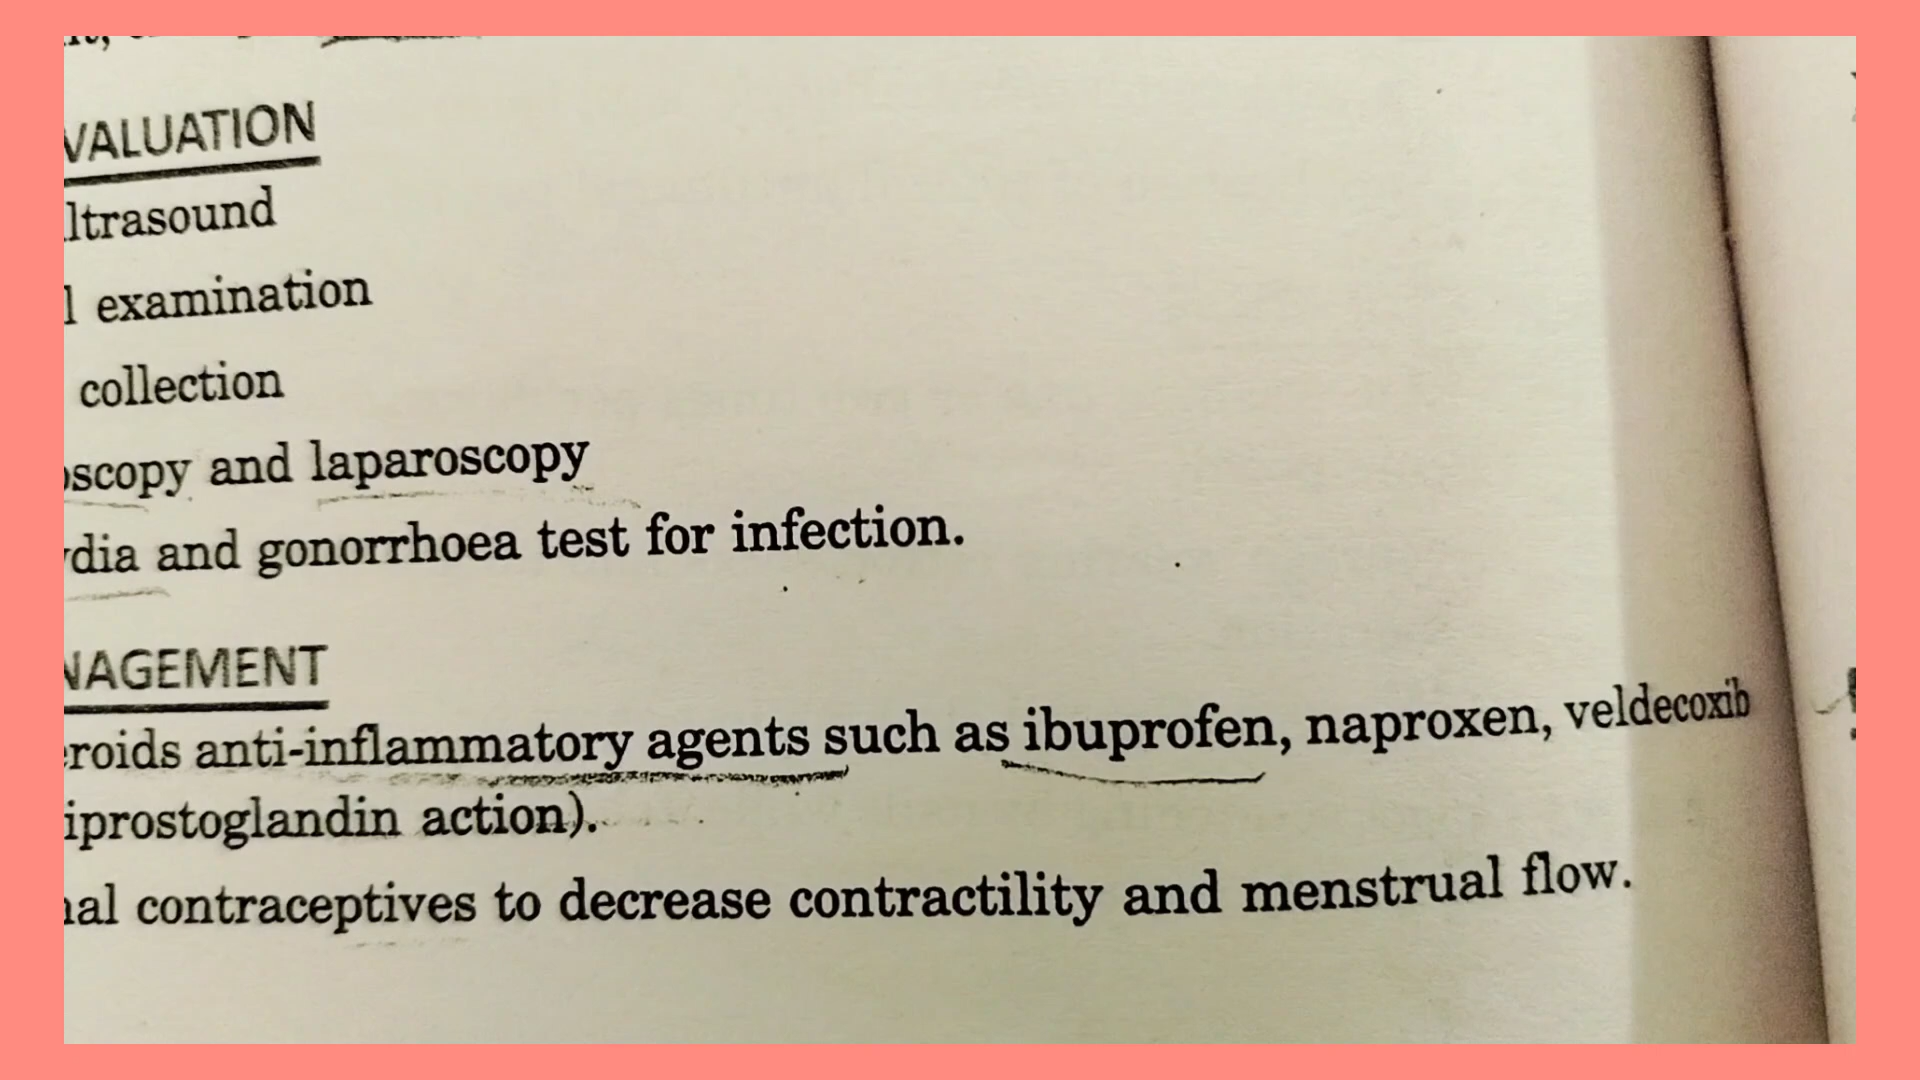 VALUATION
ltrasound
l examination
collection
oscopy and laparoscopy
dia and gonorrhoea test for infection.
NAGEMENT
roids anti-inflammatory agents such as ibuprofen, naproxen, veldecoxib
iprostoglandin action).
al contraceptives to decrease contractility and menstrual flow.